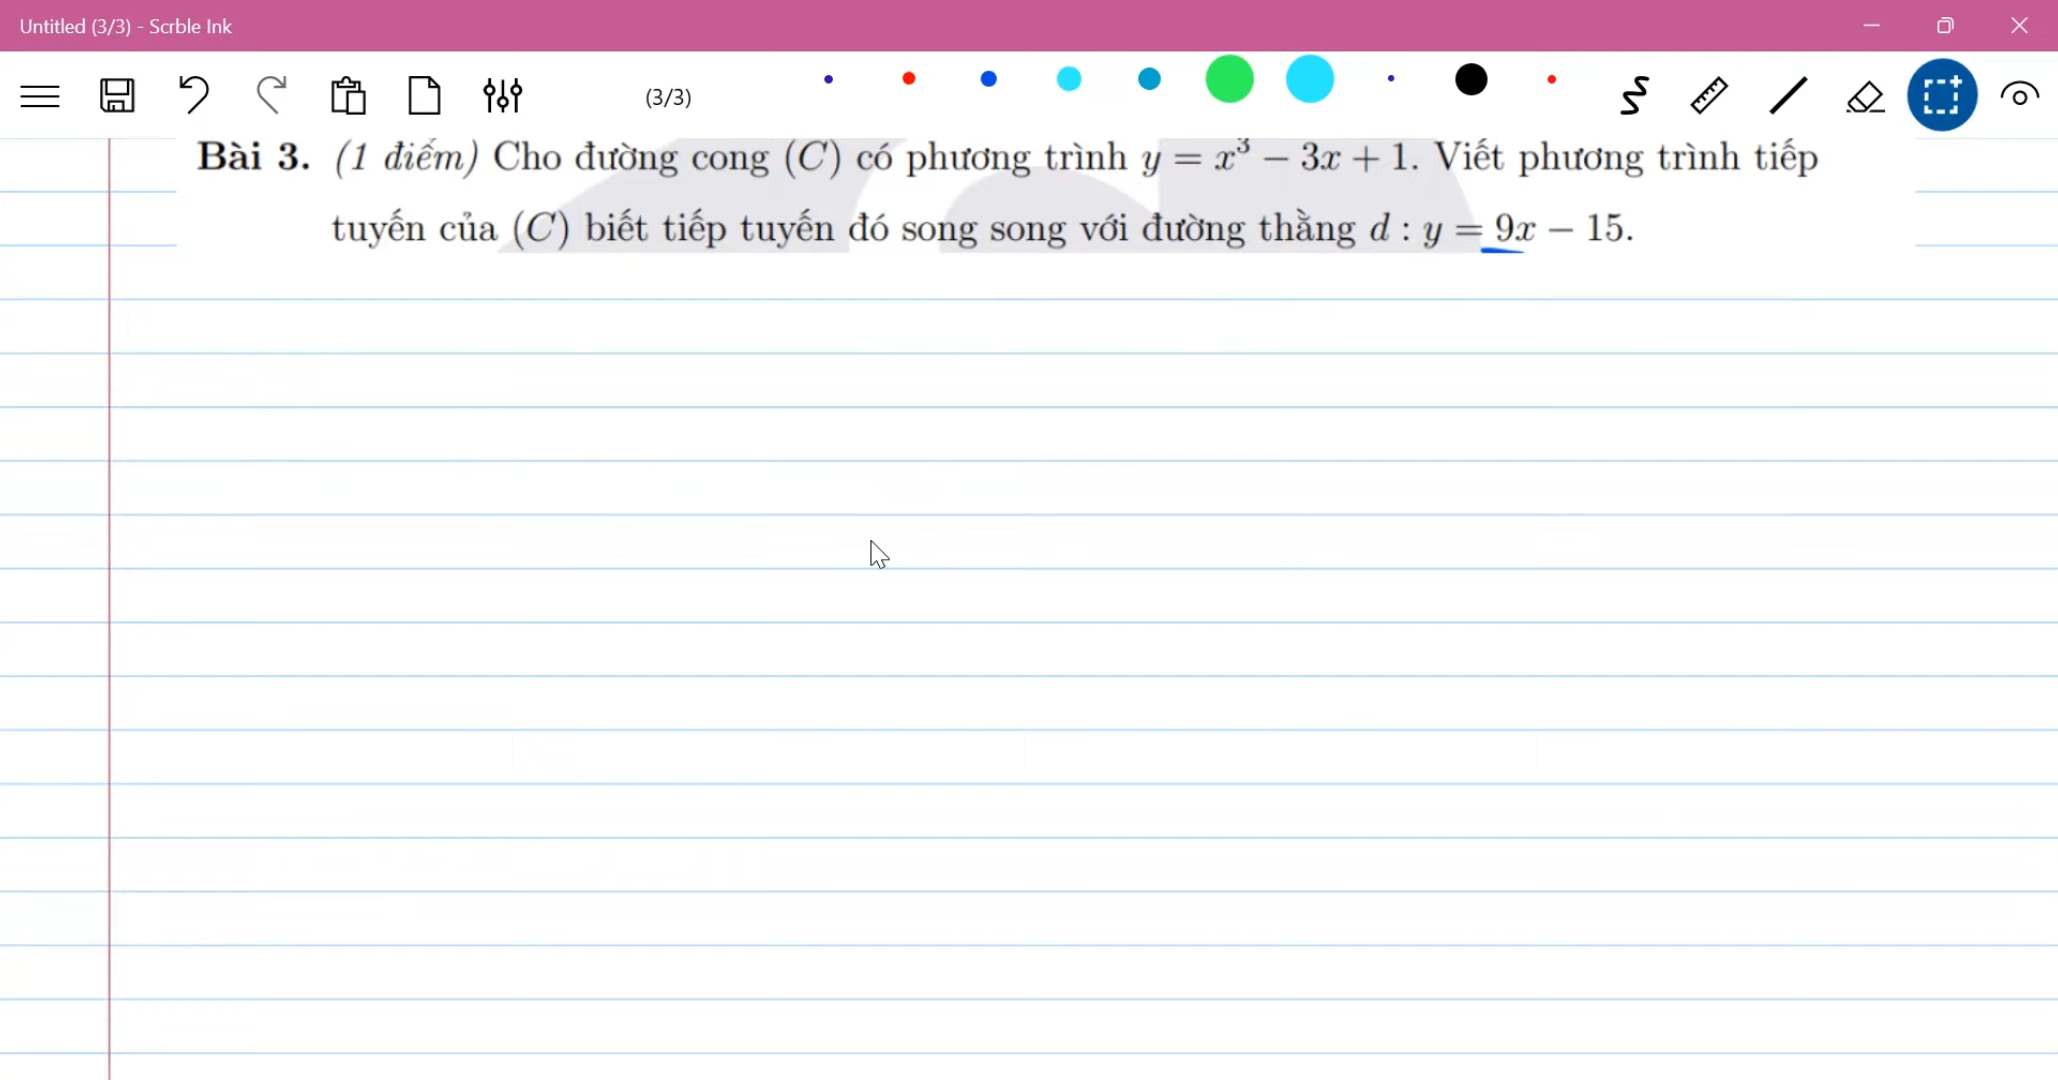 Untitled (3/3) - Scrble Ink
(3/3)
Bài 3. (1 điểm) Cho đường cong (C) có phương trình y = x³ − 3x + 1. Viết phương trình tiếp
tuyến của (C) biết tiếp tuyến đó song song với đường thẳng d : y = 9x − 15.